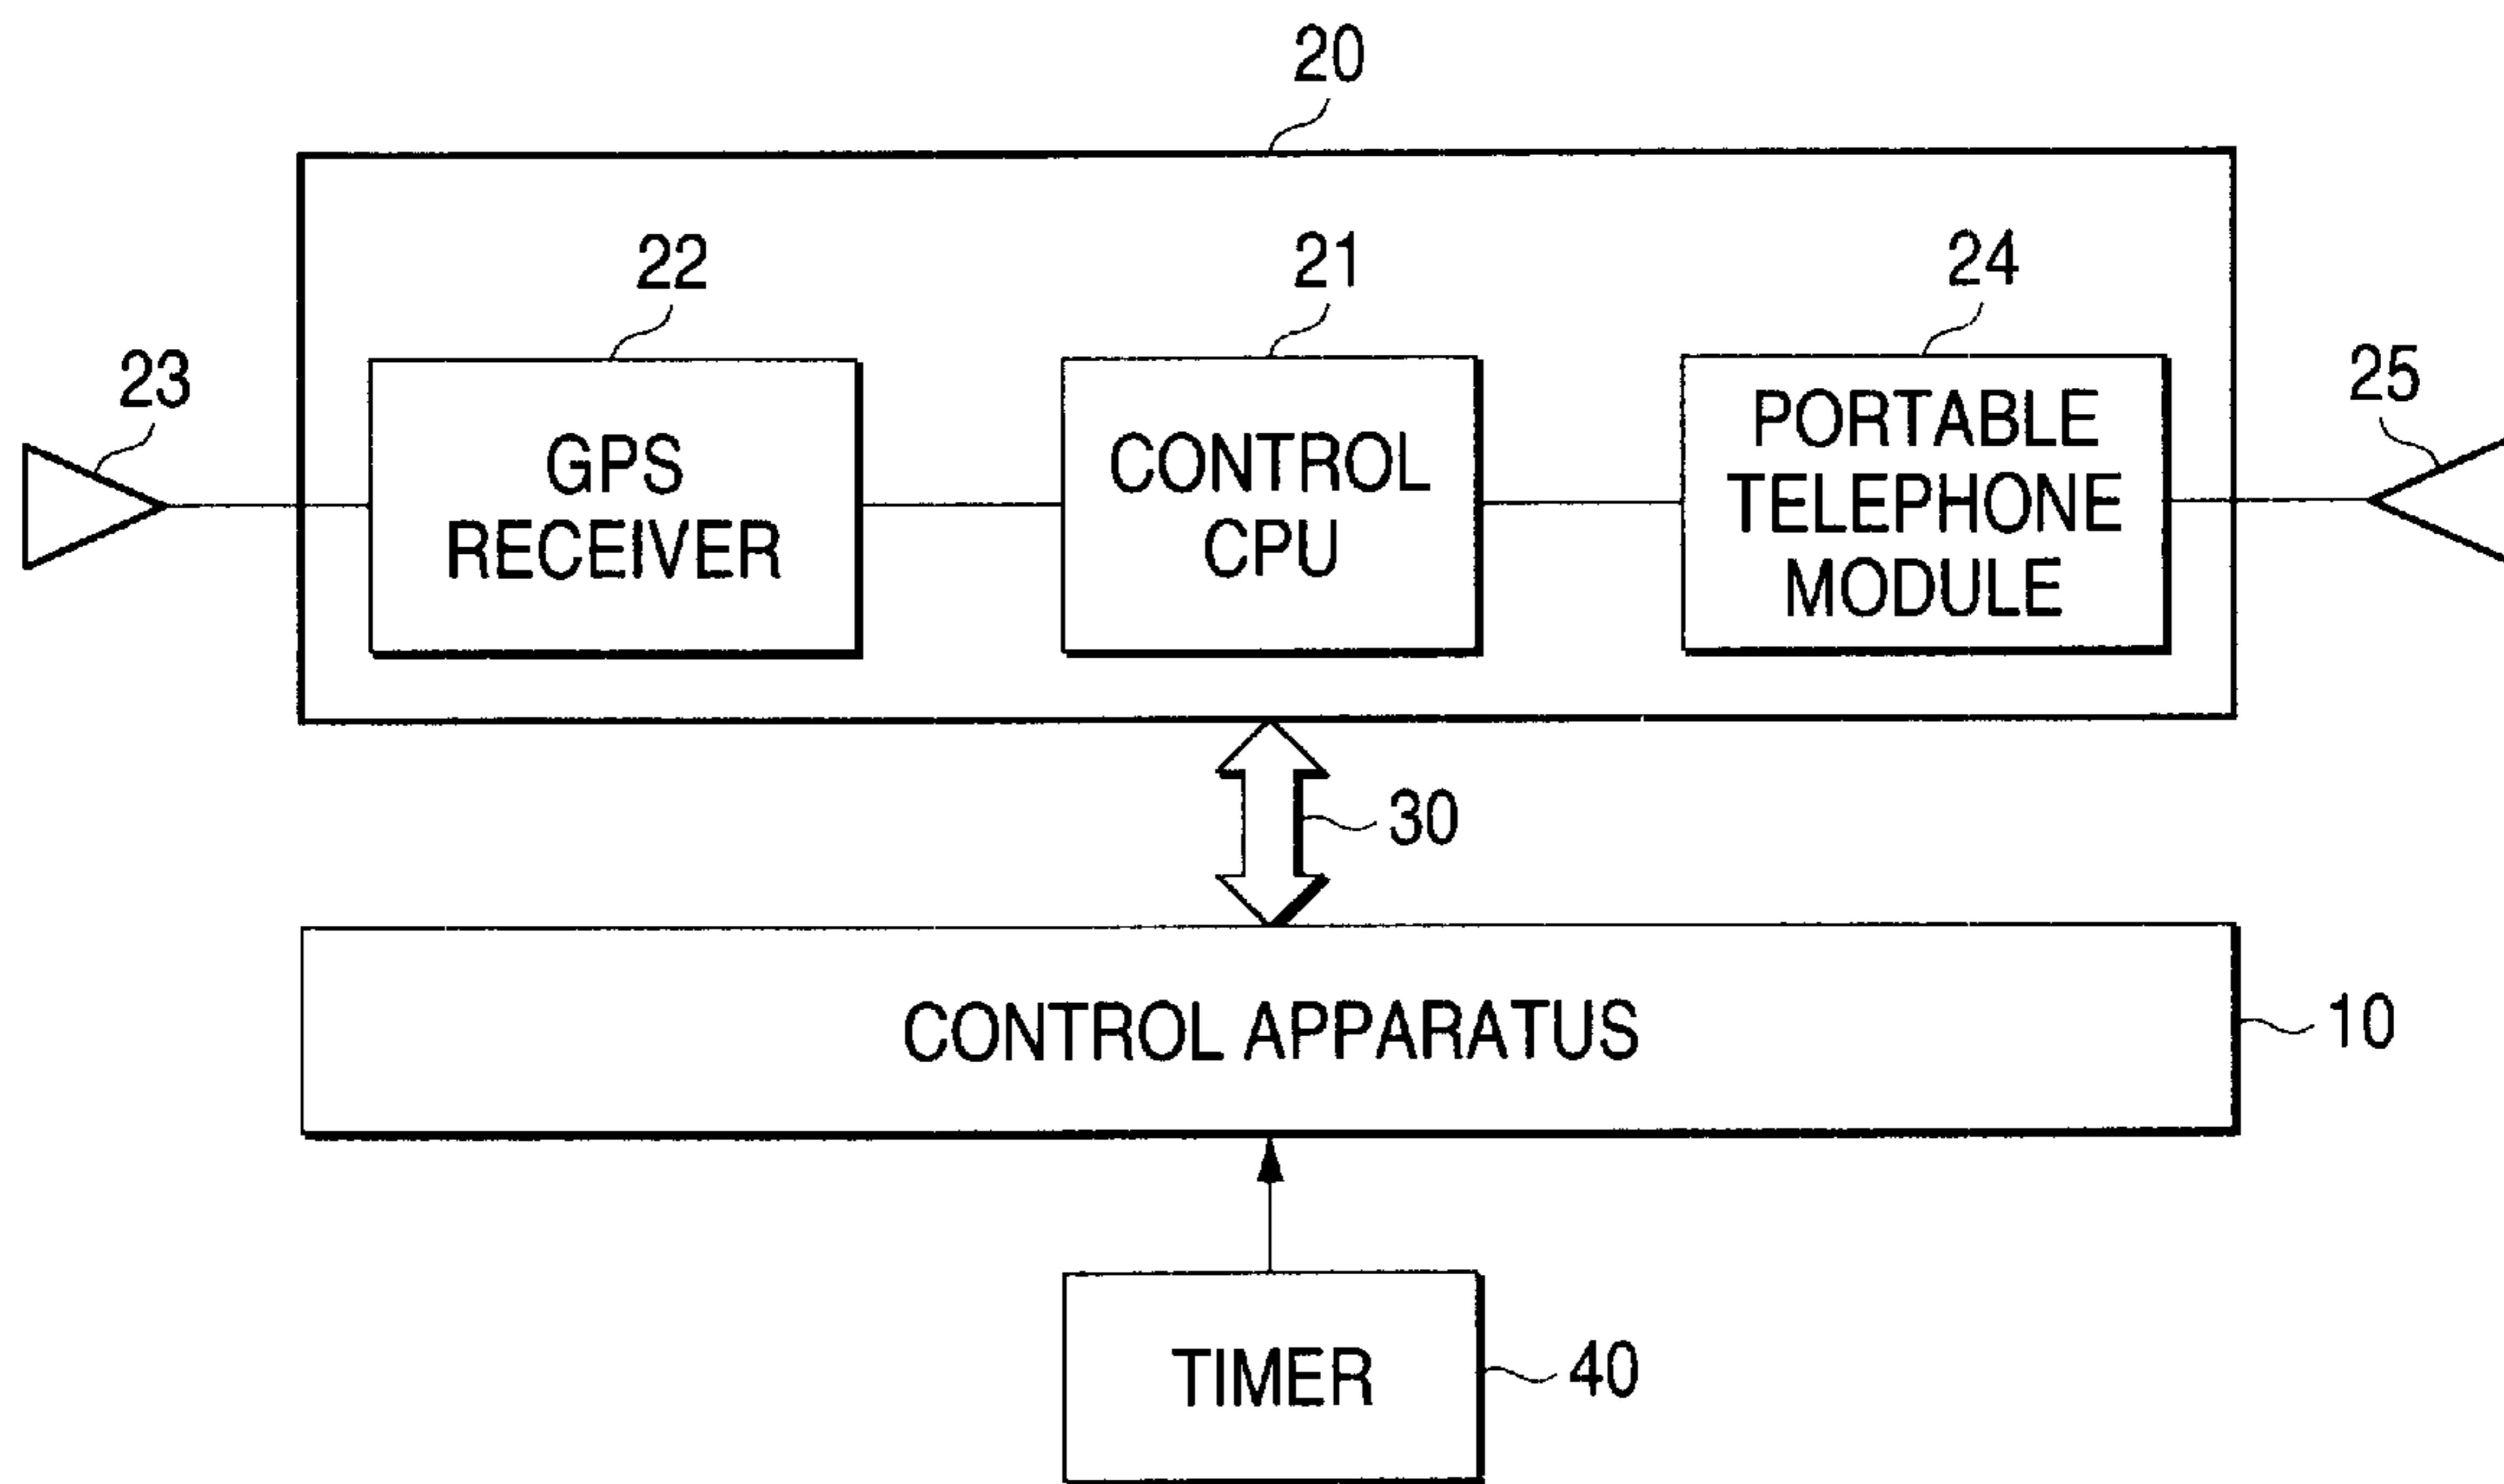 20
22
21
24
23
25
GPS
RECEIVER
CONTROL
CPU
PORTABLE
TELEPHONE
MODULE
30
CONTROL APPARATUS
10
TIMER
40